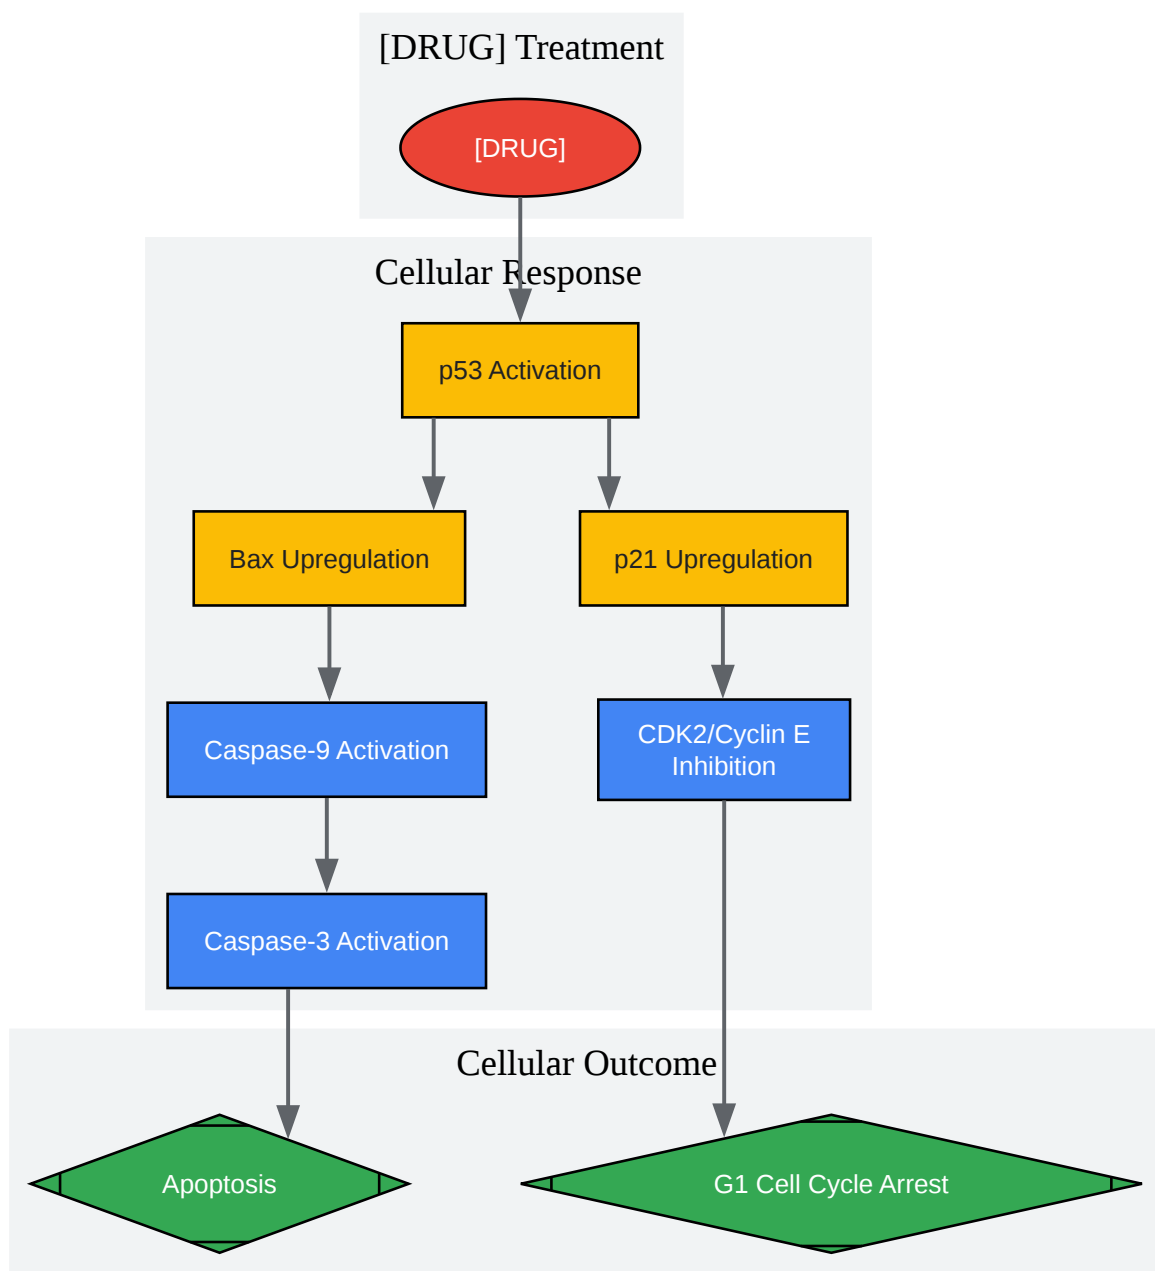 [DRUG] Treatment
[DRUG]
Cellular Response
p53 Activation
Bax Upregulation
p21 Upregulation
Caspase-9 Activation
CDK2/Cyclin E
Inhibition
Caspase-3 Activation
Cellular Outcome
Apoptosis
G1 Cell Cycle Arrest